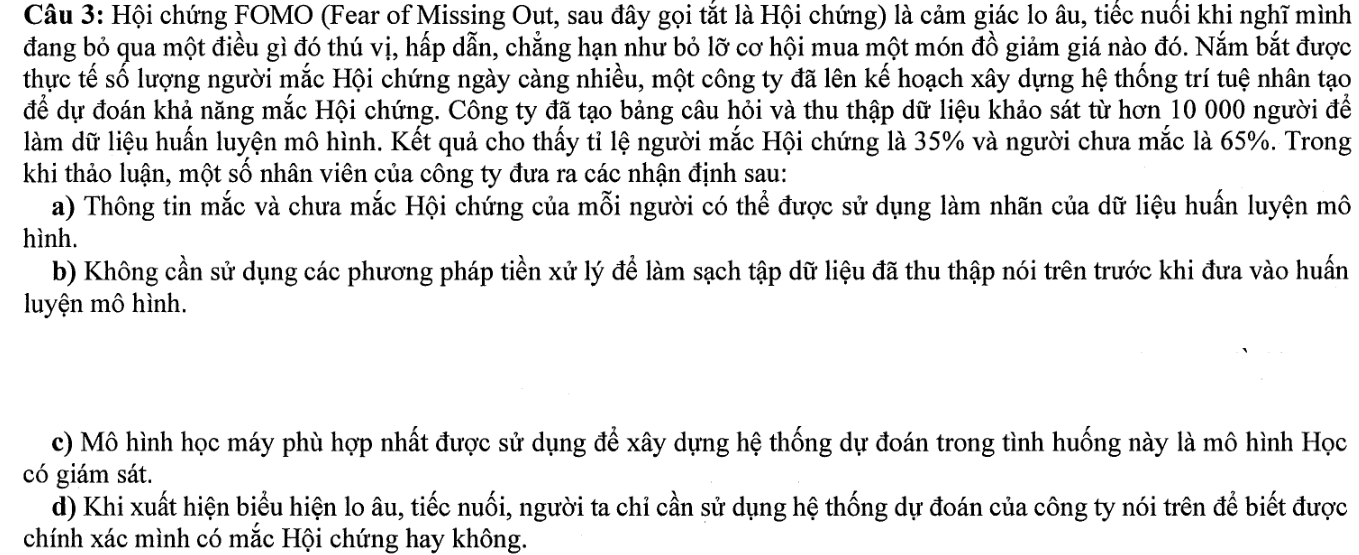 Câu 3: Hội chứng FOMO (Fear of Missing Out, sau đây gọi tắt là Hội chứng) là cảm giác lo âu, tiếc nuối khi nghĩ mình
đang bỏ qua một điều gì đó thú vị, hấp dẫn, chẳng hạn như bỏ lỡ cơ hội mua một món đồ giảm giá nào đó. Nắm bắt được
thực tế số lượng người mắc Hội chứng ngày càng nhiều, một công ty đã lên kế hoạch xây dựng hệ thống trí tuệ nhân tạo
để dự đoán khả năng mắc Hội chứng. Công ty đã tạo bảng câu hỏi và thu thập dữ liệu khảo sát từ hơn 10 000 người để
làm dữ liệu huấn luyện mô hình. Kết quả cho thấy tỉ lệ người mắc Hội chứng là 35% và người chưa mắc là 65%. Trong
khi thảo luận, một số nhân viên của công ty đưa ra các nhận định sau:
a) Thông tin mắc và chưa mắc Hội chứng của mỗi người có thể được sử dụng làm nhãn của dữ liệu huấn luyện mô
hình.
b) Không cần sử dụng các phương pháp tiền xử lý để làm sạch tập dữ liệu đã thu thập nói trên trước khi đưa vào huấn
luyện mô hình.
c) Mô hình học máy phù hợp nhất được sử dụng để xây dựng hệ thống dự đoán trong tình huống này là mô hình Học
có giám sát.
d) Khi xuất hiện biểu hiện lo âu, tiếc nuối, người ta chỉ cần sử dụng hệ thống dự đoán của công ty nói trên để biết được
chính xác mình có mắc Hội chứng hay không.